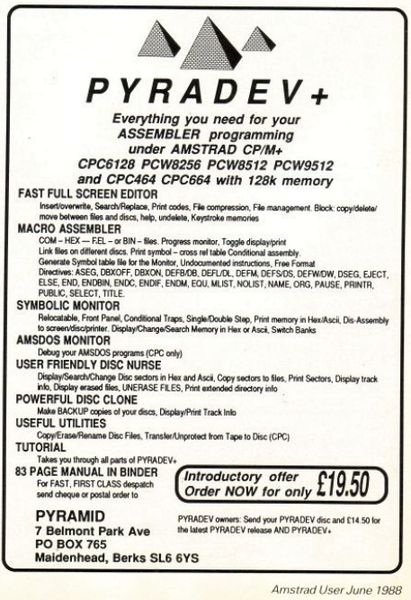 PYRADEV+
Everything you need for your
ASSEMBLER programming
under AMSTRAD CP/M+
CPC6128 PCW8256 PCW8512 PCW9512
and CPC464 CPC664 with 128k memory
FAST FULL SCREEN EDITOR
Insert/overwrite, Search/Replace, Print codes, File compression, File management. Block: copy/delete/
move between files and discs, help, undelete, Keystroke memories
MACRO ASSEMBLER
COM – HEX — F.EL – or BIN – files. Progress monitor, Toggle display/print
Link files on different discs. Print symbol – cross ref table Conditional assembly.
Generate Symbol table file for the Monitor, Undocumented instructions, Free Format
Directives: ASEG, DBXOFF, DBXON, DEFB/DB, DEFL/DL, DEFM, DEFS/DS, DEFW/DW, DSEG, EJECT,
ELSE, END, ENDBIN, ENDC, ENDIF, ENDM, EQU, MLIST, NOLIST, NAME, ORG, PAUSE, PRINTR,
PUBLIC, SELECT, TITLE.
SYMBOLIC MONITOR
Relocatable, Front Panel, Conditional Traps, Single/Double Step, Print memory in Hex/Ascii, Dis-Assembly
to screen/disc/printer. Display/Change/Search Memory in Hex or Ascii, Switch Banks
AMSDOS MONITOR
Debug your AMSDOS programs (CPC only)
USER FRIENDLY DISC NURSE
Display/Search/Change Disc sectors in Hex and Ascii, Copy sectors to files, Print Sectors, Display track
info, Display erased files, UNERASE FILES, Print extended directory info
POWERFUL DISC CLONE
Make BACKUP copies of your discs, Display/Print Track Info
USEFUL UTILITIES
Copy/Erase/Rename Disc Files, Transfer/Unprotect from Tape to Disc (CPC)
TUTORIAL
Takes you through all parts of PYRADEV+
83 PAGE MANUAL IN BINDER
For FAST, FIRST CLASS despatch
send cheque or postal order to
Introductory offer
Order NOW for only £19.50
PYRAMID
7 Belmont Park Ave
PO BOX 765
Maidenhead, Berks SL6 6YS
PYRADEV owners: Send your PYRADEV disc and £14.50 for
the latest PYRADEV release AND PYRADEV+
Amstrad User June 1988